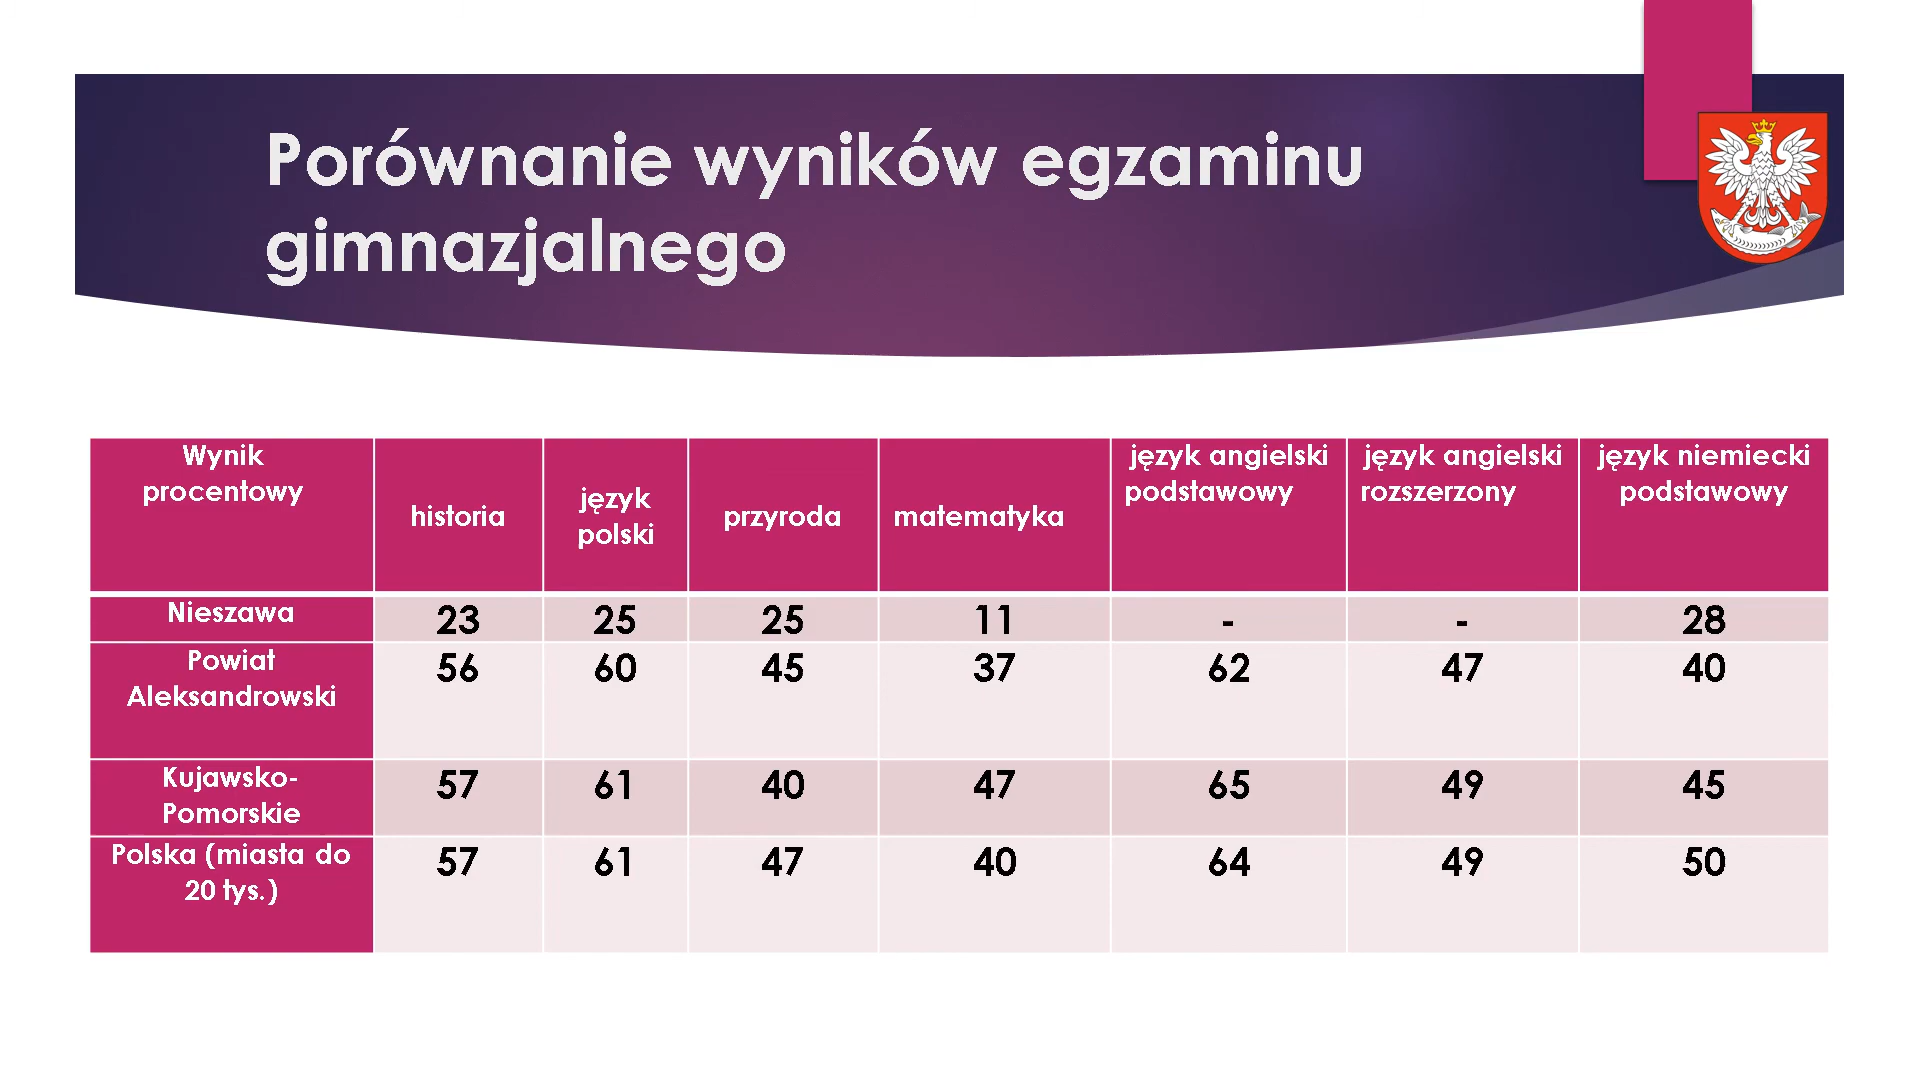 Porównanie wyników egzaminu
gimnazjalnego
Wynik procentowy historia język polski przyroda matematyka język angielski podstawowy język angielski rozszerzony język niemiecki podstawowy
Nieszawa 23 25 25 11 - - 28
Powiat Aleksandrowski 56 60 45 37 62 47 40
Kujawsko-Pomorskie 57 61 40 47 65 49 45
Polska (miasta do 20 tys.) 57 61 47 40 64 49 50